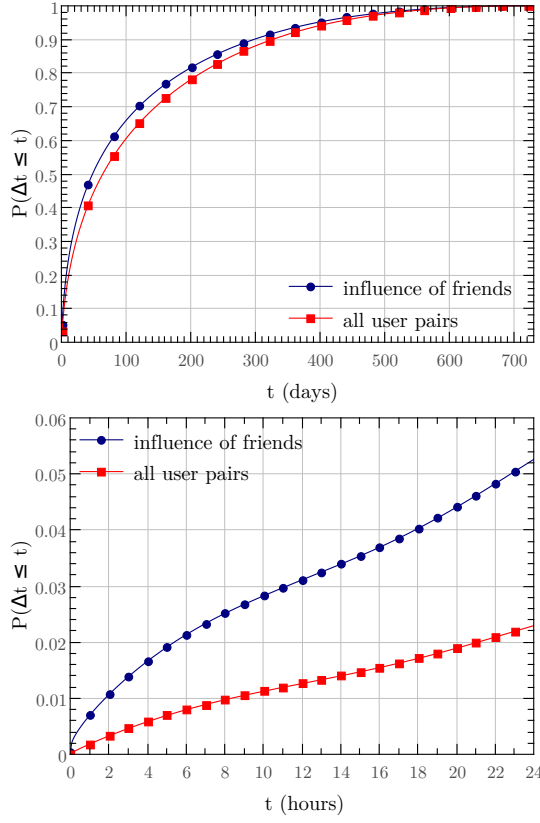 1
0.9
0.8
0.7
0.6
0.5
0.4
0.3
0.2
0.1
0
P(Δt ≤ t)
influence of friends
all user pairs
0 100 200 300 400 500 600 700
t (days)
0.06
0.05
0.04
0.03
0.02
0.01
0
P(Δt ≤ t)
influence of friends
all user pairs
0 2 4 6 8 10 12 14 16 18 20 22 24
t (hours)